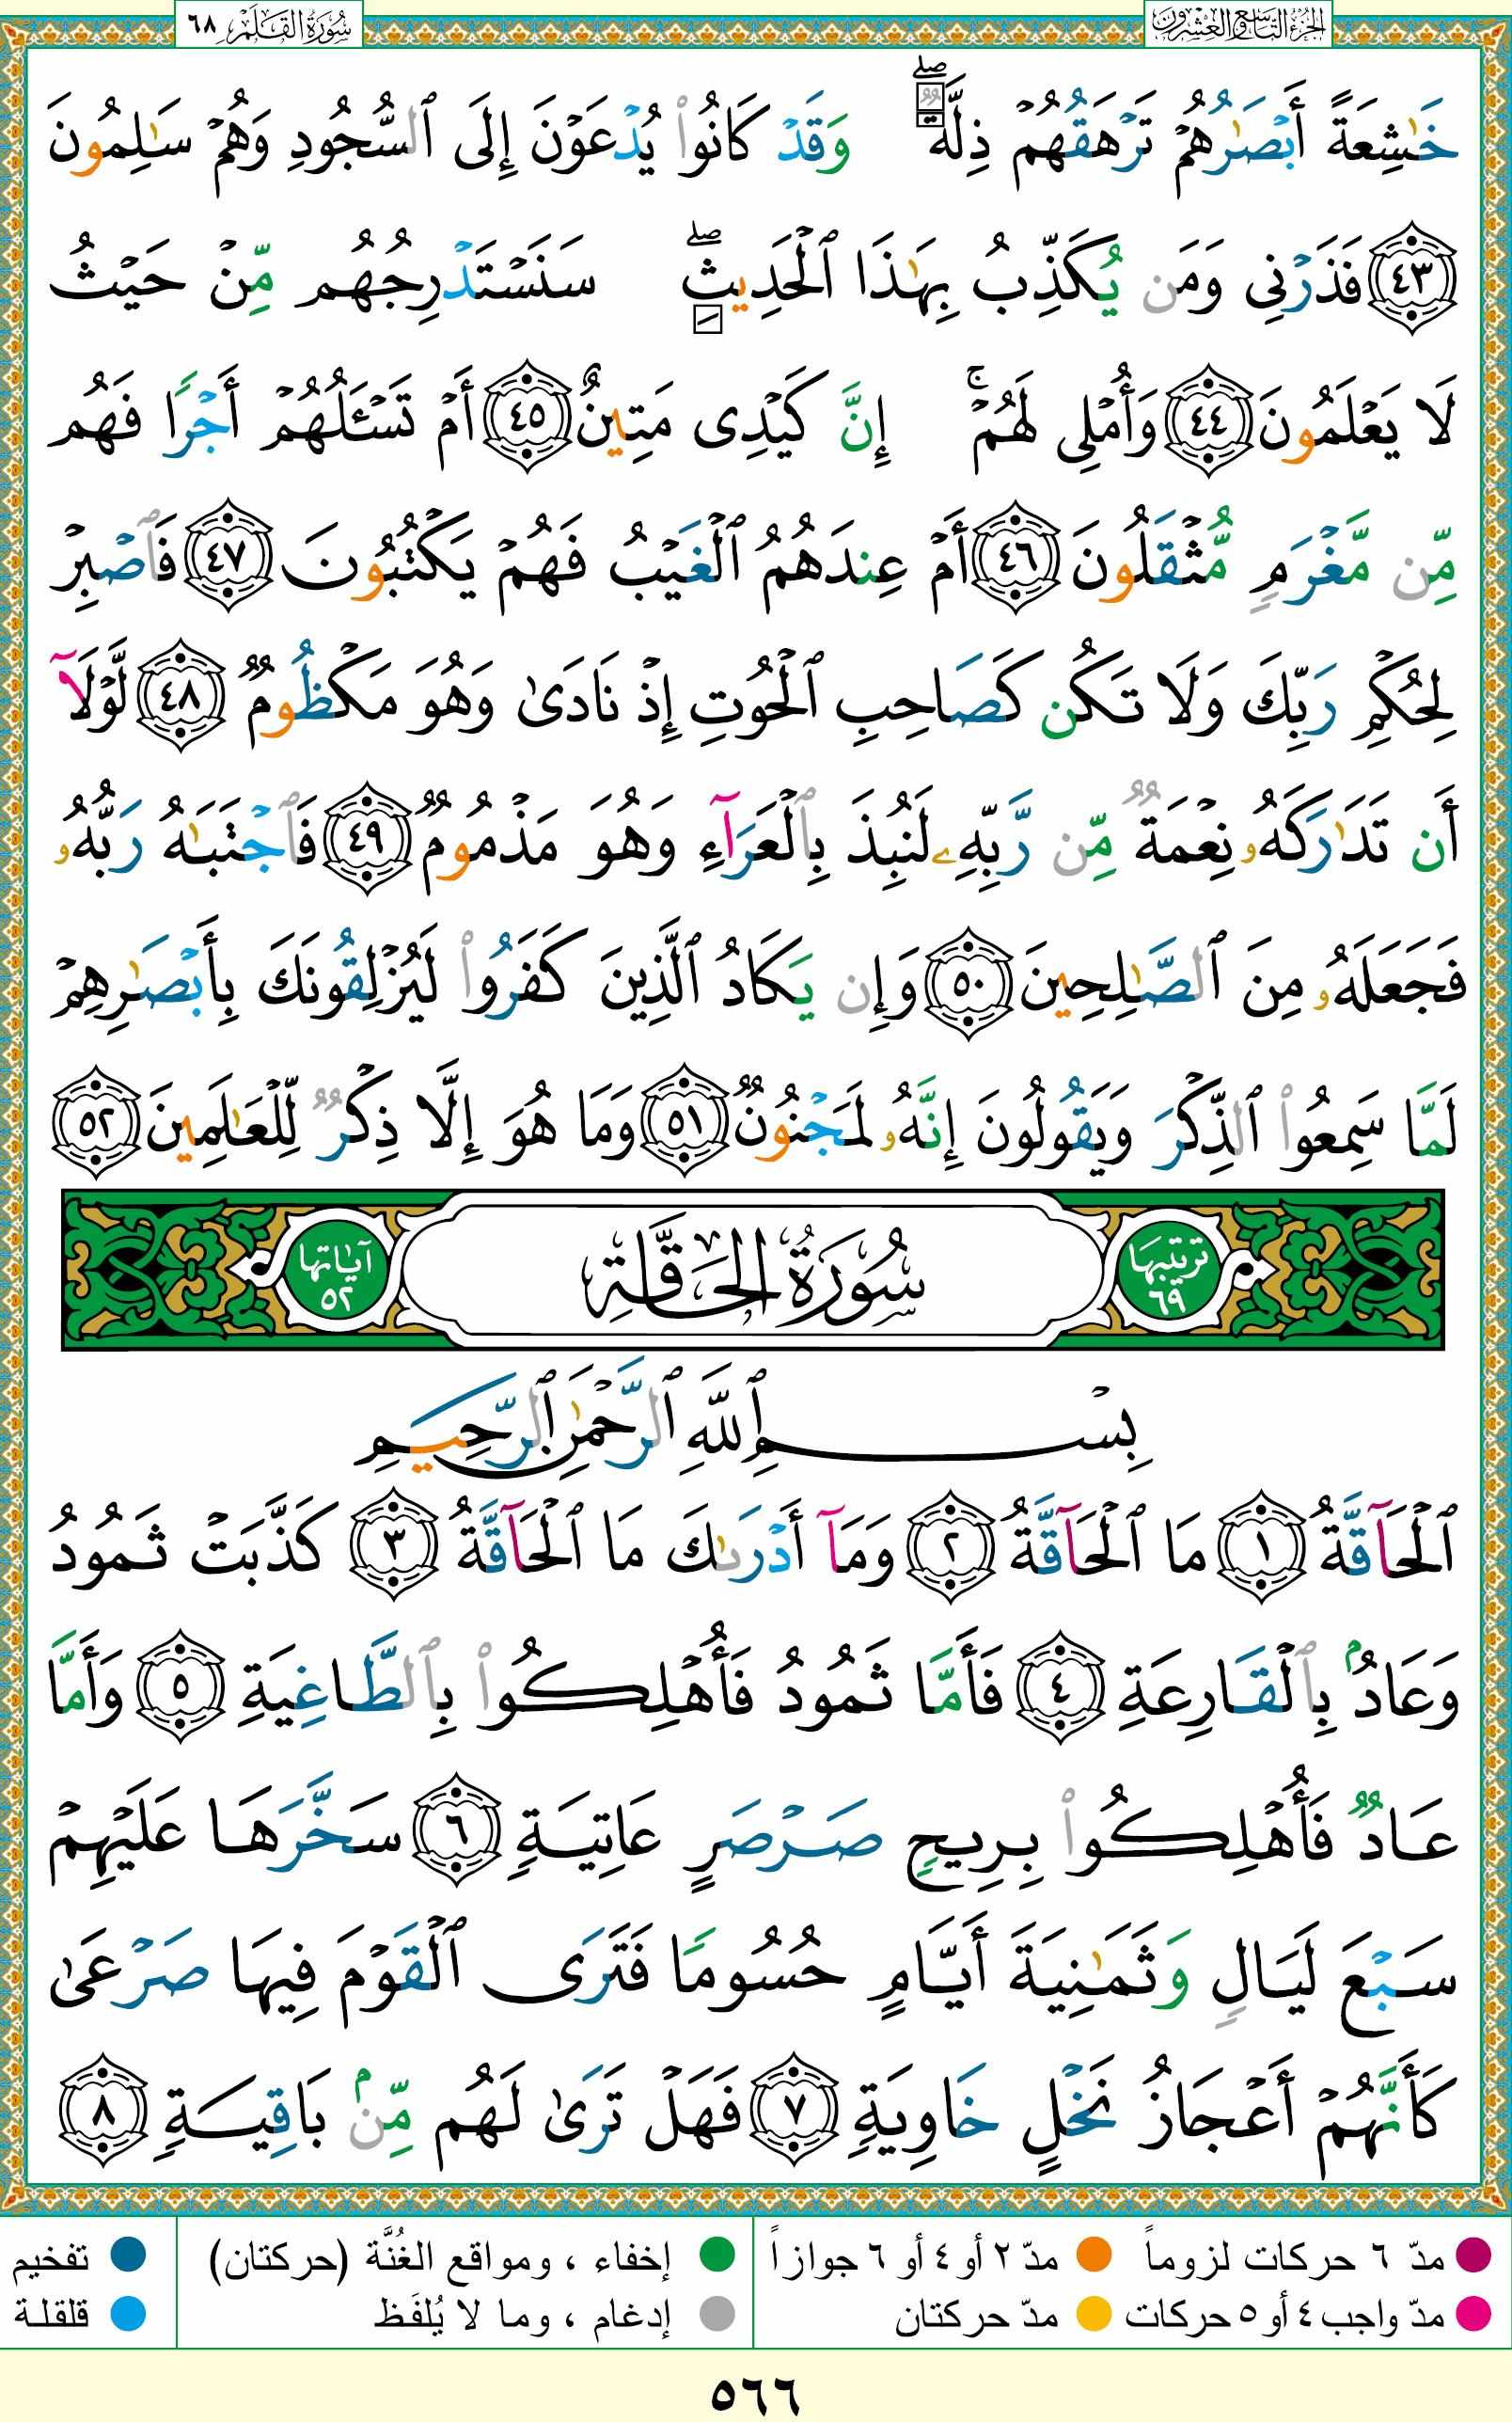 الجزء التاسع والعشرون
سورة القلم ٦٨
خَٰشِعَةً أَبۡصَٰرُهُمۡ تَرۡهَقُهُمۡ ذِلَّةٞۖ وَقَدۡ كَانُواْ يُدۡعَوۡنَ إِلَى ٱلسُّجُودِ وَهُمۡ سَٰلِمُونَ
٤٣ فَذَرۡنِي وَمَن يُكَذِّبُ بِهَٰذَا ٱلۡحَدِيثِۖ سَنَسۡتَدۡرِجُهُم مِّنۡ حَيۡثُ
لَا يَعۡلَمُونَ ٤٤ وَأُمۡلِي لَهُمۡۚ إِنَّ كَيۡدِي مَتِينٌ ٤٥ أَمۡ تَسۡـَٔلُهُمۡ أَجۡرٗا فَهُم
مِّن مَّغۡرَمٖ مُّثۡقَلُونَ ٤٦ أَمۡ عِندَهُمُ ٱلۡغَيۡبُ فَهُمۡ يَكۡتُبُونَ ٤٧ فَٱصۡبِرۡ
لِحُكۡمِ رَبِّكَ وَلَا تَكُن كَصَاحِبِ ٱلۡحُوتِ إِذۡ نَادَىٰ وَهُوَ مَكۡظُومٞ ٤٨ لَّوۡلَآ
أَن تَدَٰرَكَهُۥ نِعۡمَةٞ مِّن رَّبِّهِۦ لَنُبِذَ بِٱلۡعَرَآءِ وَهُوَ مَذۡمُومٞ ٤٩ فَٱجۡتَبَٰهُ رَبُّهُۥ
فَجَعَلَهُۥ مِنَ ٱلصَّٰلِحِينَ ٥٠ وَإِن يَكَادُ ٱلَّذِينَ كَفَرُواْ لَيُزۡلِقُونَكَ بِأَبۡصَٰرِهِمۡ
لَمَّا سَمِعُواْ ٱلذِّكۡرَ وَيَقُولُونَ إِنَّهُۥ لَمَجۡنُونٞ ٥١ وَمَا هُوَ إِلَّا ذِكۡرٞ لِّلۡعَٰلَمِينَ ٥٢
ترتيبها ٦٩ سورة الحاقة آياتها ٥٢
بِسۡمِ ٱللَّهِ ٱلرَّحۡمَٰنِ ٱلرَّحِيمِ
ٱلۡحَآقَّةُ ١ مَا ٱلۡحَآقَّةُ ٢ وَمَآ أَدۡرَىٰكَ مَا ٱلۡحَآقَّةُ ٣ كَذَّبَتۡ ثَمُودُ
وَعَادُۢ بِٱلۡقَارِعَةِ ٤ فَأَمَّا ثَمُودُ فَأُهۡلِكُواْ بِٱلطَّاغِيَةِ ٥ وَأَمَّا
عَادٞ فَأُهۡلِكُواْ بِرِيحٖ صَرۡصَرٍ عَاتِيَةٖ ٦ سَخَّرَهَا عَلَيۡهِمۡ
سَبۡعَ لَيَالٖ وَثَمَٰنِيَةَ أَيَّامٍ حُسُومٗا فَتَرَى ٱلۡقَوۡمَ فِيهَا صَرۡعَىٰ
كَأَنَّهُمۡ أَعۡجَازُ نَخۡلٍ خَاوِيَةٖ ٧ فَهَلۡ تَرَىٰ لَهُم مِّنۢ بَاقِيَةٖ ٨
مدّ ٦ حركات لزوماً مدّ ٢ أو ٤ أو ٦ جوازاً إخفاء ، ومواقع الغُنَّة (حركتان) تفخيم
مدّ واجب ٤ أو ٥ حركات مدّ حركتان إدغام ، وما لا يُلفَظ قلقلة
٥٦٦